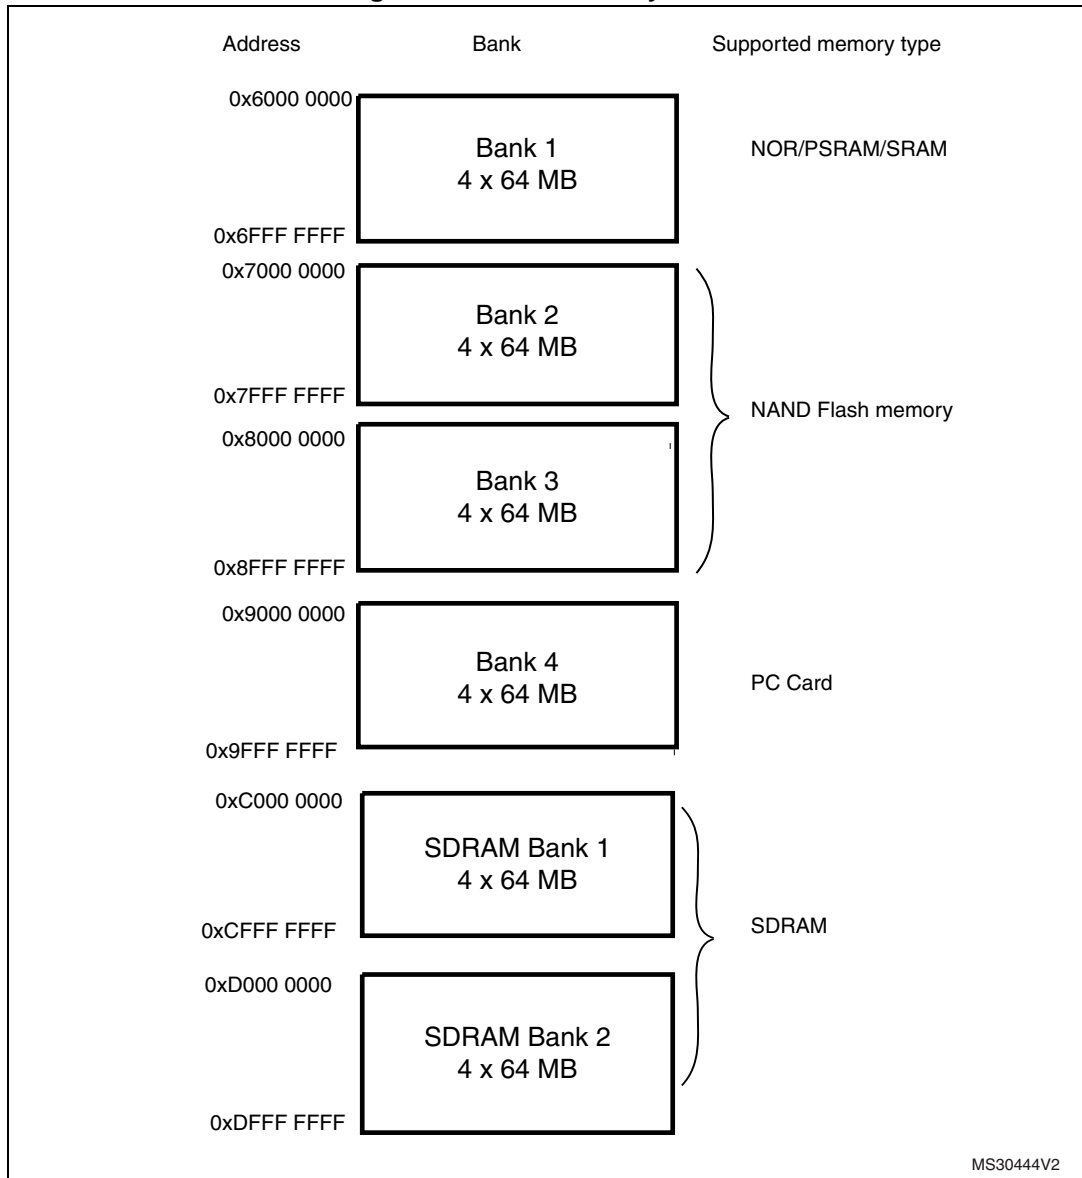 Address Bank Supported memory type
0x6000 0000
Bank 1
4 x 64 MB
NOR/PSRAM/SRAM
0x6FFF FFFF
0x7000 0000
Bank 2
4 x 64 MB
0x7FFF FFFF
NAND Flash memory
0x8000 0000
Bank 3
4 x 64 MB
0x8FFF FFFF
0x9000 0000
Bank 4
4 x 64 MB
PC Card
0x9FFF FFFF
0xC000 0000
SDRAM Bank 1
4 x 64 MB
0xCFFF FFFF
SDRAM
0xD000 0000
SDRAM Bank 2
4 x 64 MB
0xDFFF FFFF
MS30444V2